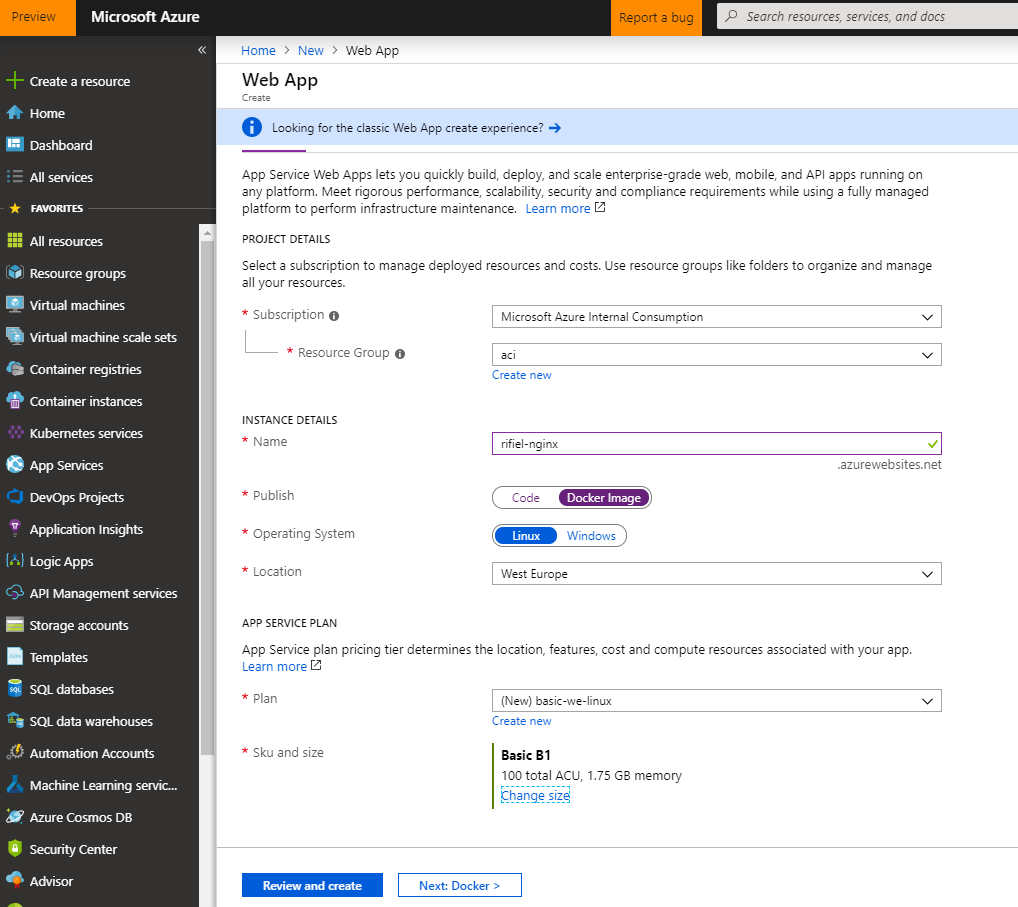 Preview
Microsoft Azure
Report a bug
Search resources, services, and docs
«
Create a resource
Home
Dashboard
All services
FAVORITES
All resources
Resource groups
Virtual machines
Virtual machine scale sets
Container registries
Container instances
Kubernetes services
App Services
DevOps Projects
Application Insights
Logic Apps
API Management services
Storage accounts
Templates
SQL databases
SQL data warehouses
Automation Accounts
Machine Learning servic...
Azure Cosmos DB
Security Center
Advisor
Home > New > Web App
Web App
Create
Looking for the classic Web App create experience? →
App Service Web Apps lets you quickly build, deploy, and scale enterprise-grade web, mobile, and API apps running on
any platform. Meet rigorous performance, scalability, security and compliance requirements while using a fully managed
platform to perform infrastructure maintenance. Learn more
PROJECT DETAILS
Select a subscription to manage deployed resources and costs. Use resource groups like folders to organize and manage
all your resources.
* Subscription
Microsoft Azure Internal Consumption
* Resource Group
aci
Create new
INSTANCE DETAILS
* Name
rifiel-nginx
.azurewebsites.net
* Publish
Code Docker Image
* Operating System
Linux Windows
* Location
West Europe
APP SERVICE PLAN
App Service plan pricing tier determines the location, features, cost and compute resources associated with your app.
Learn more
* Plan
(New) basic-we-linux
Create new
* Sku and size
Basic B1
100 total ACU, 1.75 GB memory
Change size
Review and create
Next: Docker >